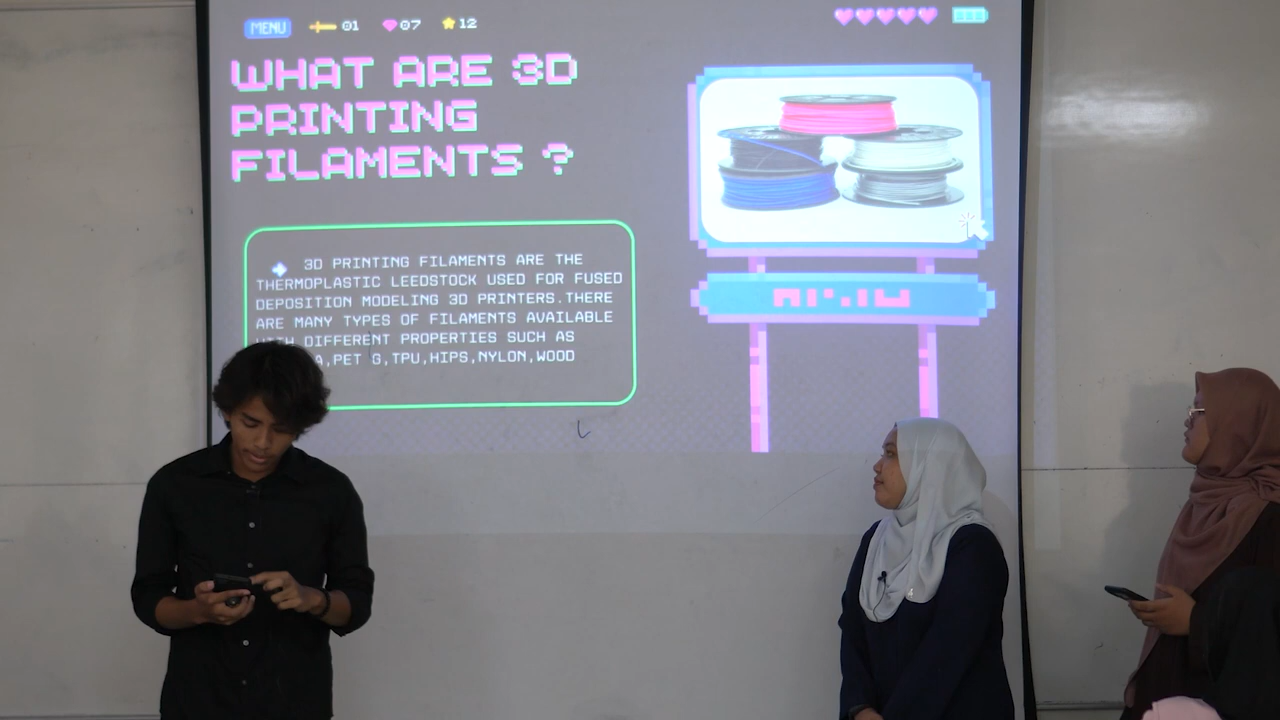 MENU 01 07 12
WHAT ARE 3D
PRINTING
FILAMENTS ?
3D PRINTING FILAMENTS ARE THE
THERMOPLASTIC LEEDSTOCK USED FOR FUSED
DEPOSITION MODELING 3D PRINTERS.THERE
ARE MANY TYPES OF FILAMENTS AVAILABLE
WITH DIFFERENT PROPERTIES SUCH AS
,PET G,TPU,HIPS,NYLON,WOOD